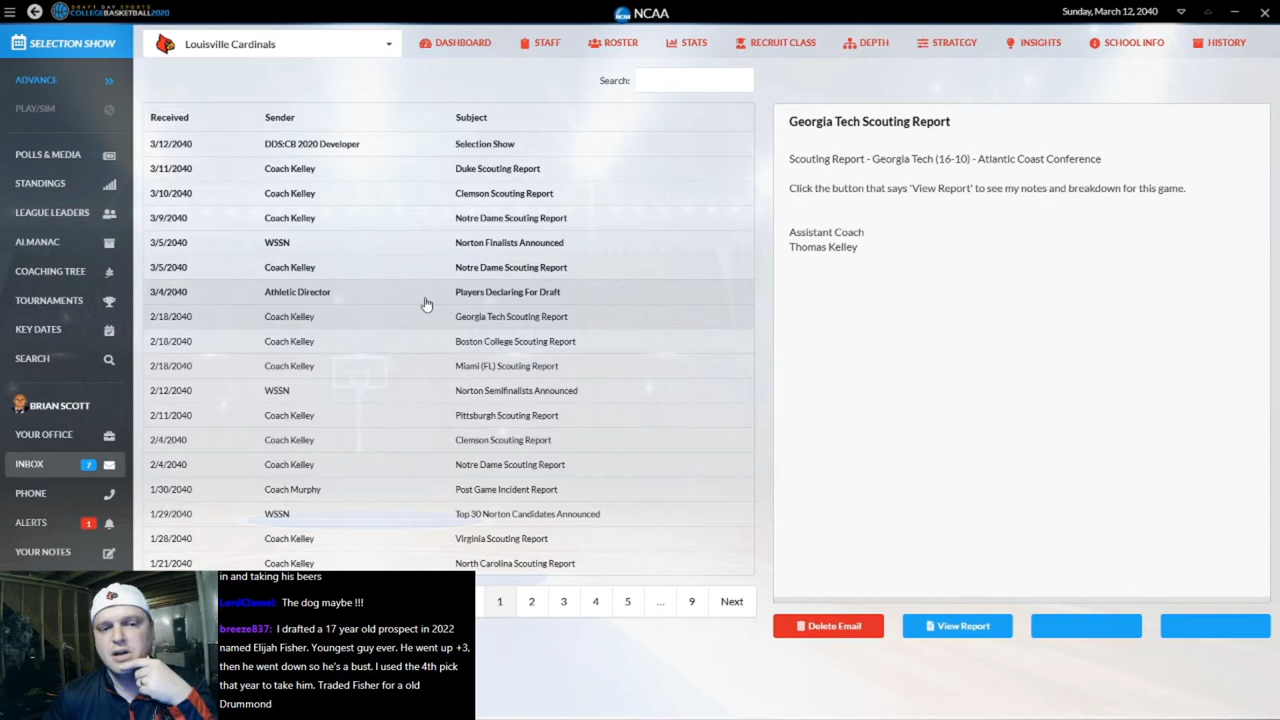 DRAFT DAY SPORTS
COLLEGE BASKETBALL 2020
NCAA
Sunday, March 12, 2040
SELECTION SHOW
Louisville Cardinals
DASHBOARD
STAFF
ROSTER
STATS
RECRUIT CLASS
DEPTH
STRATEGY
INSIGHTS
SCHOOL INFO
HISTORY
ADVANCE
PLAY/SIM
POLLS & MEDIA
STANDINGS
LEAGUE LEADERS
ALMANAC
COACHING TREE
TOURNAMENTS
KEY DATES
SEARCH
BRIAN SCOTT
YOUR OFFICE
INBOX 7
PHONE
ALERTS 1
YOUR NOTES
Search:
Received Sender Subject
3/12/2040 DDS:CB 2020 Developer Selection Show
3/11/2040 Coach Kelley Duke Scouting Report
3/10/2040 Coach Kelley Clemson Scouting Report
3/9/2040 Coach Kelley Notre Dame Scouting Report
3/5/2040 WSSN Norton Finalists Announced
3/5/2040 Coach Kelley Notre Dame Scouting Report
3/4/2040 Athletic Director Players Declaring For Draft
2/18/2040 Coach Kelley Georgia Tech Scouting Report
2/18/2040 Coach Kelley Boston College Scouting Report
2/18/2040 Coach Kelley Miami (FL) Scouting Report
2/12/2040 WSSN Norton Semifinalists Announced
2/11/2040 Coach Kelley Pittsburgh Scouting Report
2/4/2040 Coach Kelley Clemson Scouting Report
2/4/2040 Coach Kelley Notre Dame Scouting Report
1/30/2040 Coach Murphy Post Game Incident Report
1/29/2040 WSSN Top 30 Norton Candidates Announced
1/28/2040 Coach Kelley Virginia Scouting Report
1/21/2040 Coach Kelley North Carolina Scouting Report
1 2 3 4 5 ... 9 Next
Georgia Tech Scouting Report
Scouting Report - Georgia Tech (16-10) - Atlantic Coast Conference
Click the button that says 'View Report' to see my notes and breakdown for this game.
Assistant Coach
Thomas Kelley
Delete Email
View Report
in and taking his beers
LordClamel: The dog maybe !!!
breeze837: I drafted a 17 year old prospect in 2022
named Elijah Fisher. Youngest guy ever. He went up +3,
then he went down so he's a bust. I used the 4th pick
that year to take him. Traded Fisher for a old
Drummond